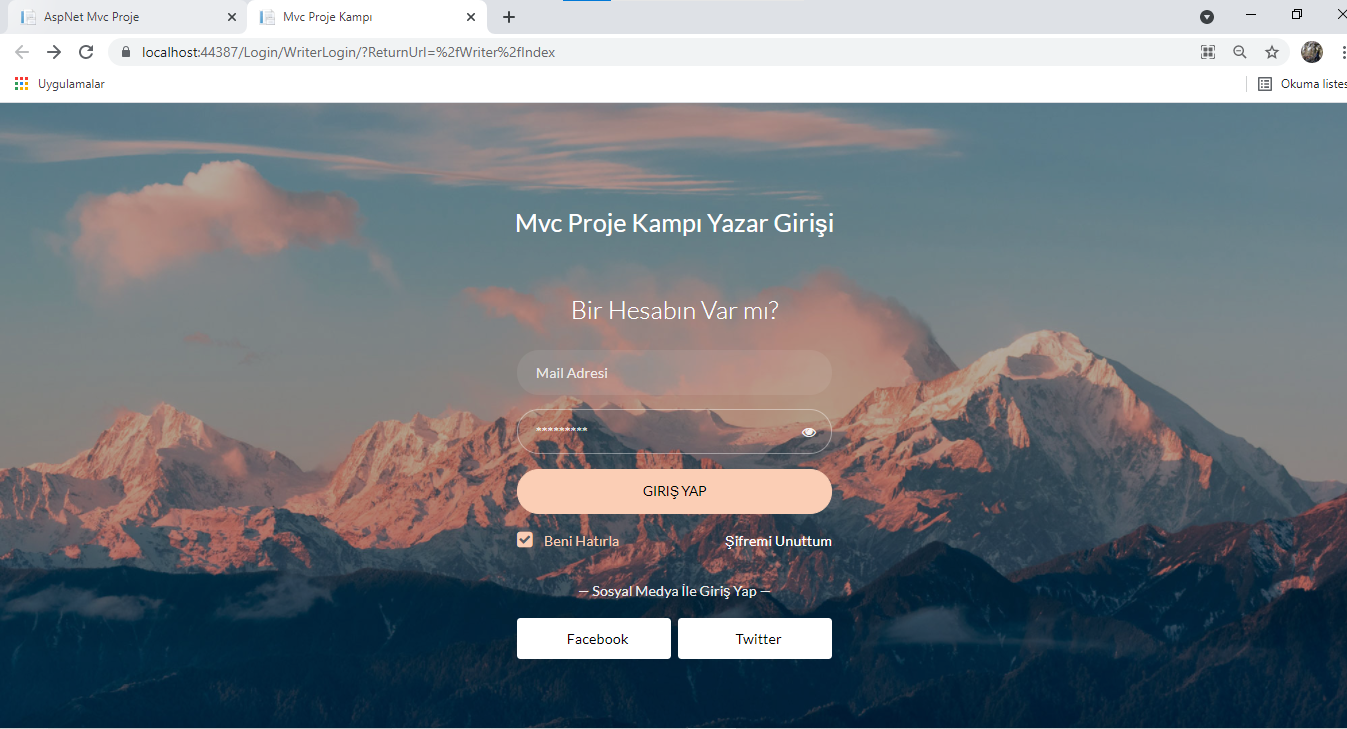 AspNet Mvc Proje
Mvc Proje Kampı
localhost:44387/Login/WriterLogin/?ReturnUrl=%2fWriter%2fIndex
Uygulamalar
Okuma listes
Mvc Proje Kampı Yazar Girişi
Bir Hesabın Var mı?
Mail Adresi
*********
GIRIŞ YAP
Beni Hatırla
Şifremi Unuttum
— Sosyal Medya İle Giriş Yap —
Facebook
Twitter